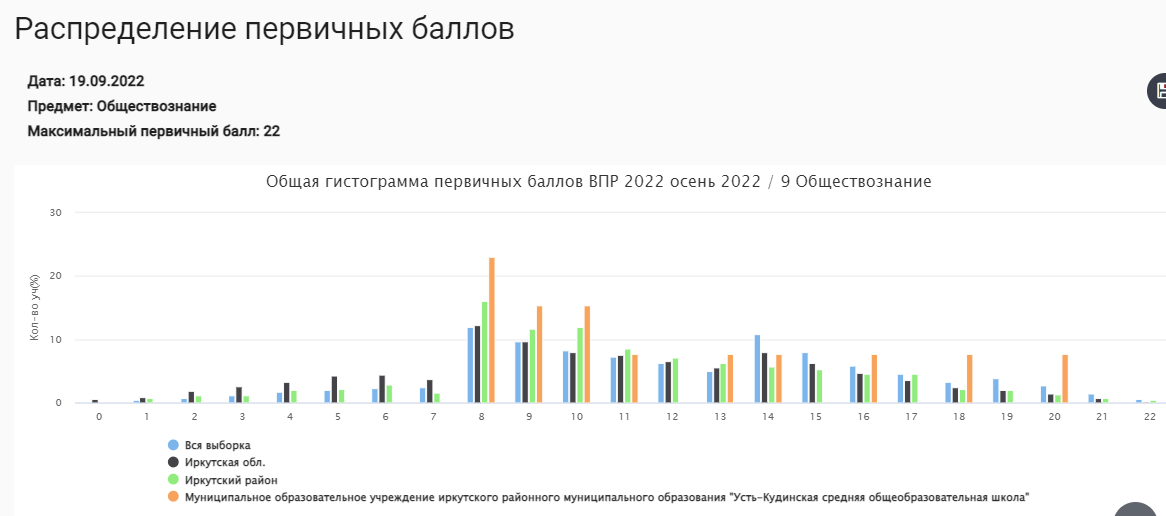 Распределение первичных баллов
Дата: 19.09.2022
Предмет: Обществознание
Максимальный первичный балл: 22
Общая гистограмма первичных баллов ВПР 2022 осень 2022 / 9 Обществознание
30
20
10
0
Кол-во уч(%)
0 1 2 3 4 5 6 7 8 9 10 11 12 13 14 15 16 17 18 19 20 21 22
Вся выборка
Иркутская обл.
Иркутский район
Муниципальное образовательное учреждение иркутского районного муниципального образования "Усть-Кудинская средняя общеобразовательная школа"